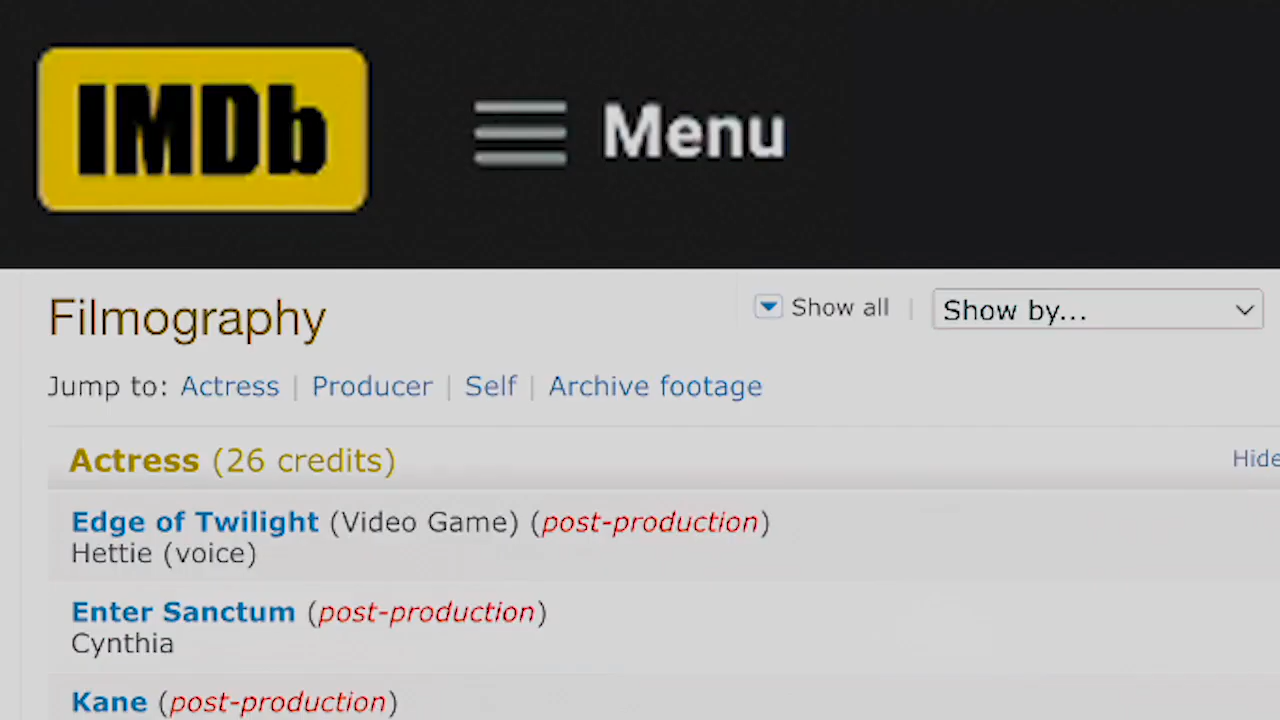 IMDb Menu
Filmography Show all | Show by...
Jump to: Actress | Producer | Self | Archive footage
Actress (26 credits) Hide
Edge of Twilight (Video Game) (post-production)
Hettie (voice)
Enter Sanctum (post-production)
Cynthia
Kane (post-production)